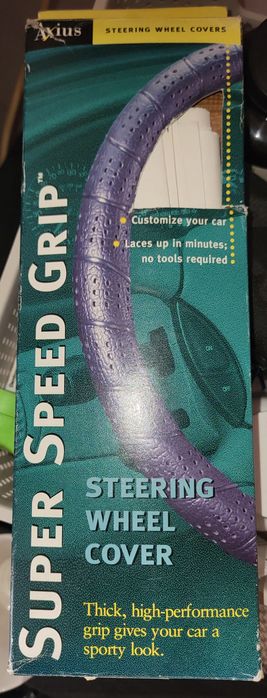 Axius
STEERING WHEEL COVERS
Customize your car
Laces up in minutes;
no tools required
SUPER SPEED GRIP™
STEERING
WHEEL
COVER
Thick, high-performance
grip gives your car a
sporty look.